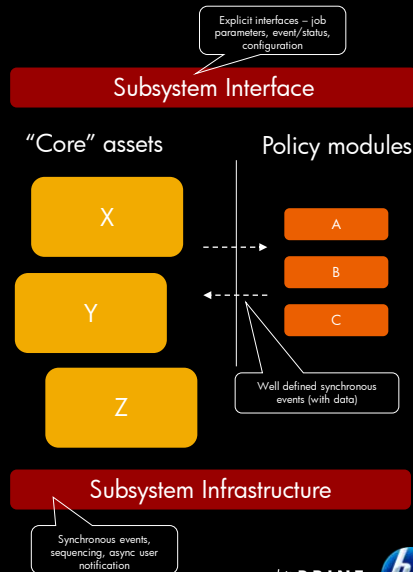 Explicit interfaces – job
parameters, event/status,
configuration
Subsystem Interface
“Core” assets
Policy modules
X
A
B
Y
C
Well defined synchronous
events (with data)
Z
Subsystem Infrastructure
Synchronous events,
sequencing, async user
notification